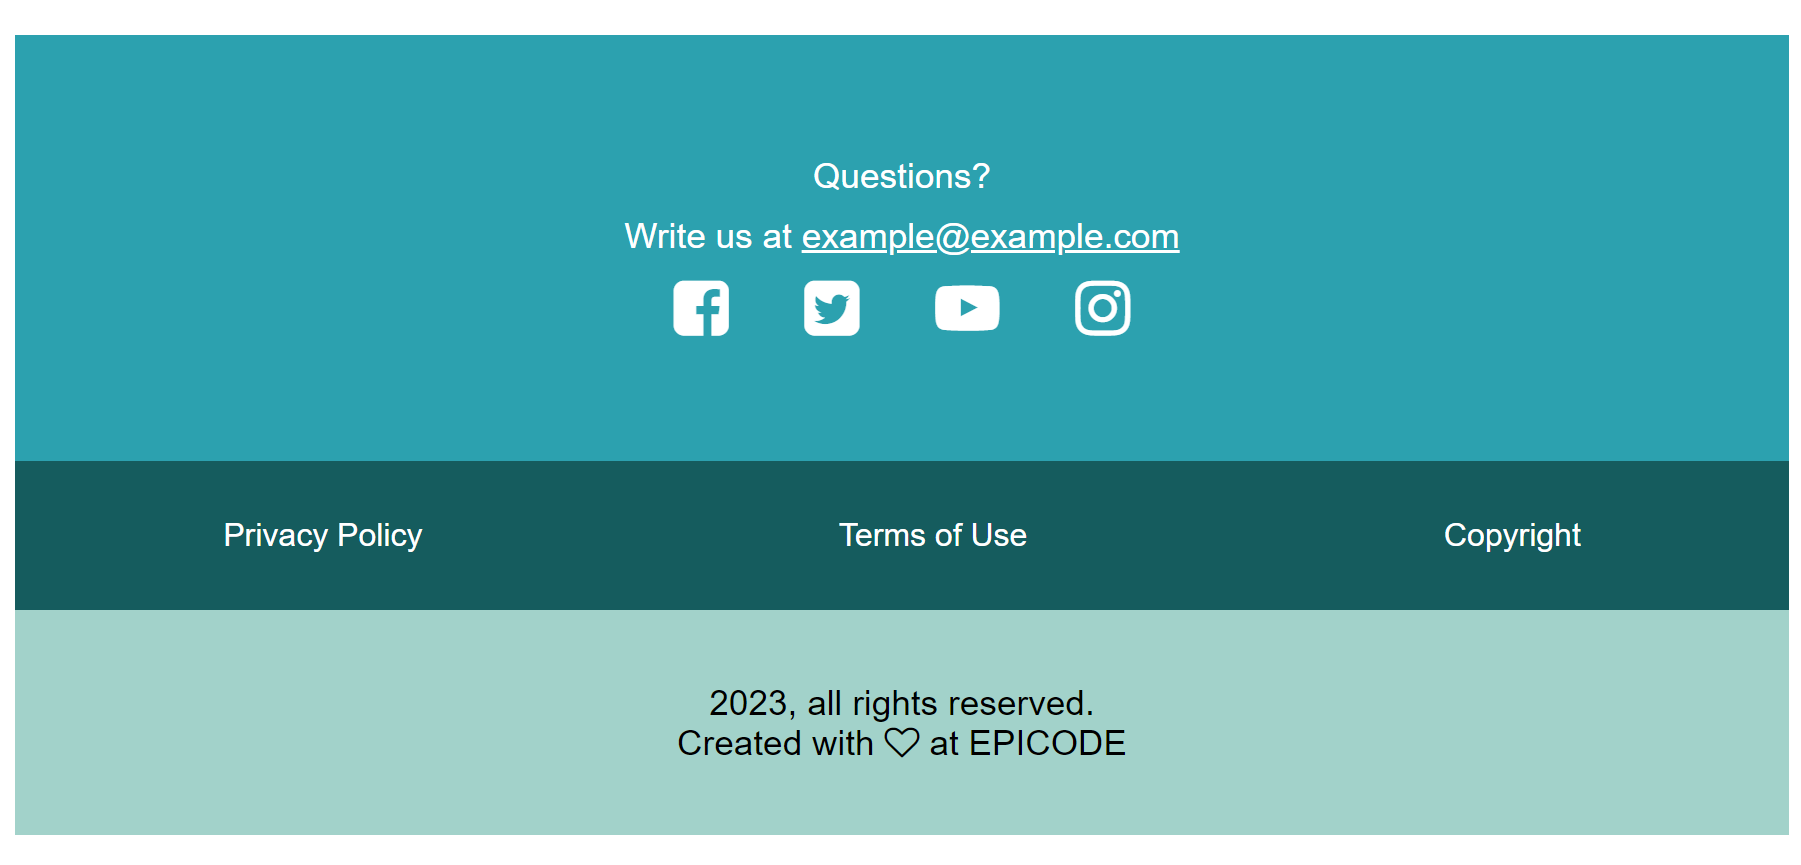 Questions?
Write us at example@example.com
Privacy Policy Terms of Use Copyright
2023, all rights reserved.
Created with ♡ at EPICODE